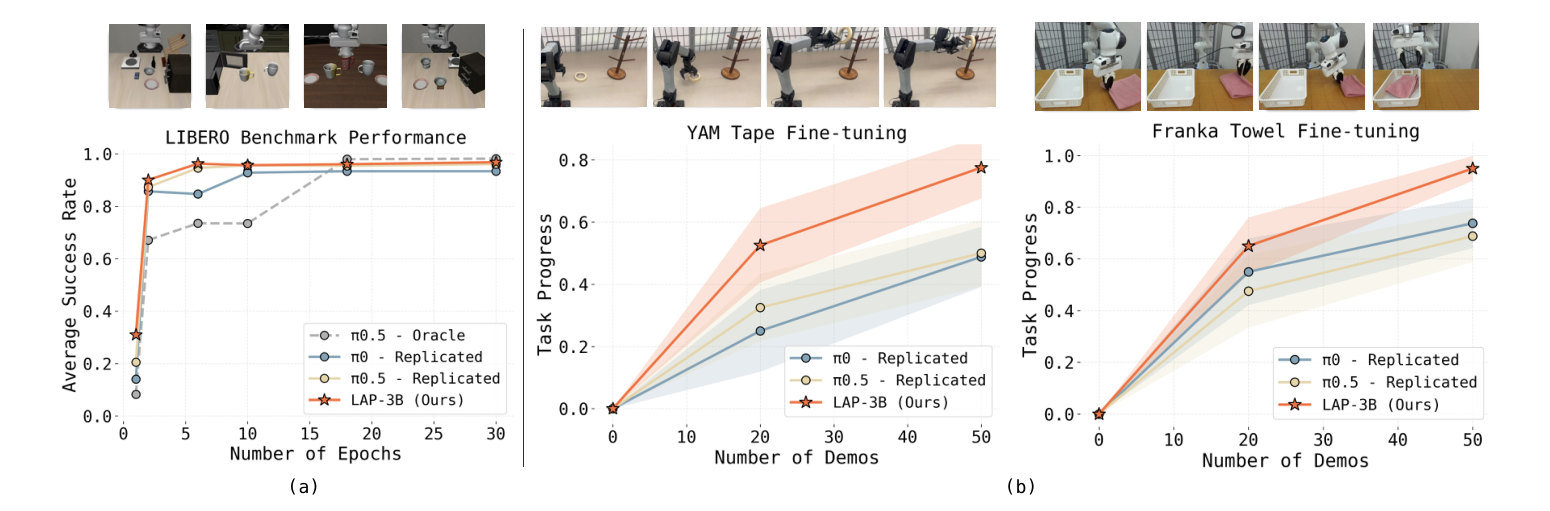 LIBERO Benchmark Performance
Average Success Rate
1.0
0.8
0.6
0.4
0.2
0.0
π0.5 - Oracle
π0 - Replicated
π0.5 - Replicated
LAP-3B (Ours)
0 5 10 15 20 25 30
Number of Epochs
(a)
YAM Tape Fine-tuning
Task Progress
0.8
0.6
0.4
0.2
0.0
π0 - Replicated
π0.5 - Replicated
LAP-3B (Ours)
0 10 20 30 40 50
Number of Demos
Franka Towel Fine-tuning
Task Progress
1.0
0.8
0.6
0.4
0.2
0.0
π0 - Replicated
π0.5 - Replicated
LAP-3B (Ours)
0 10 20 30 40 50
Number of Demos
(b)